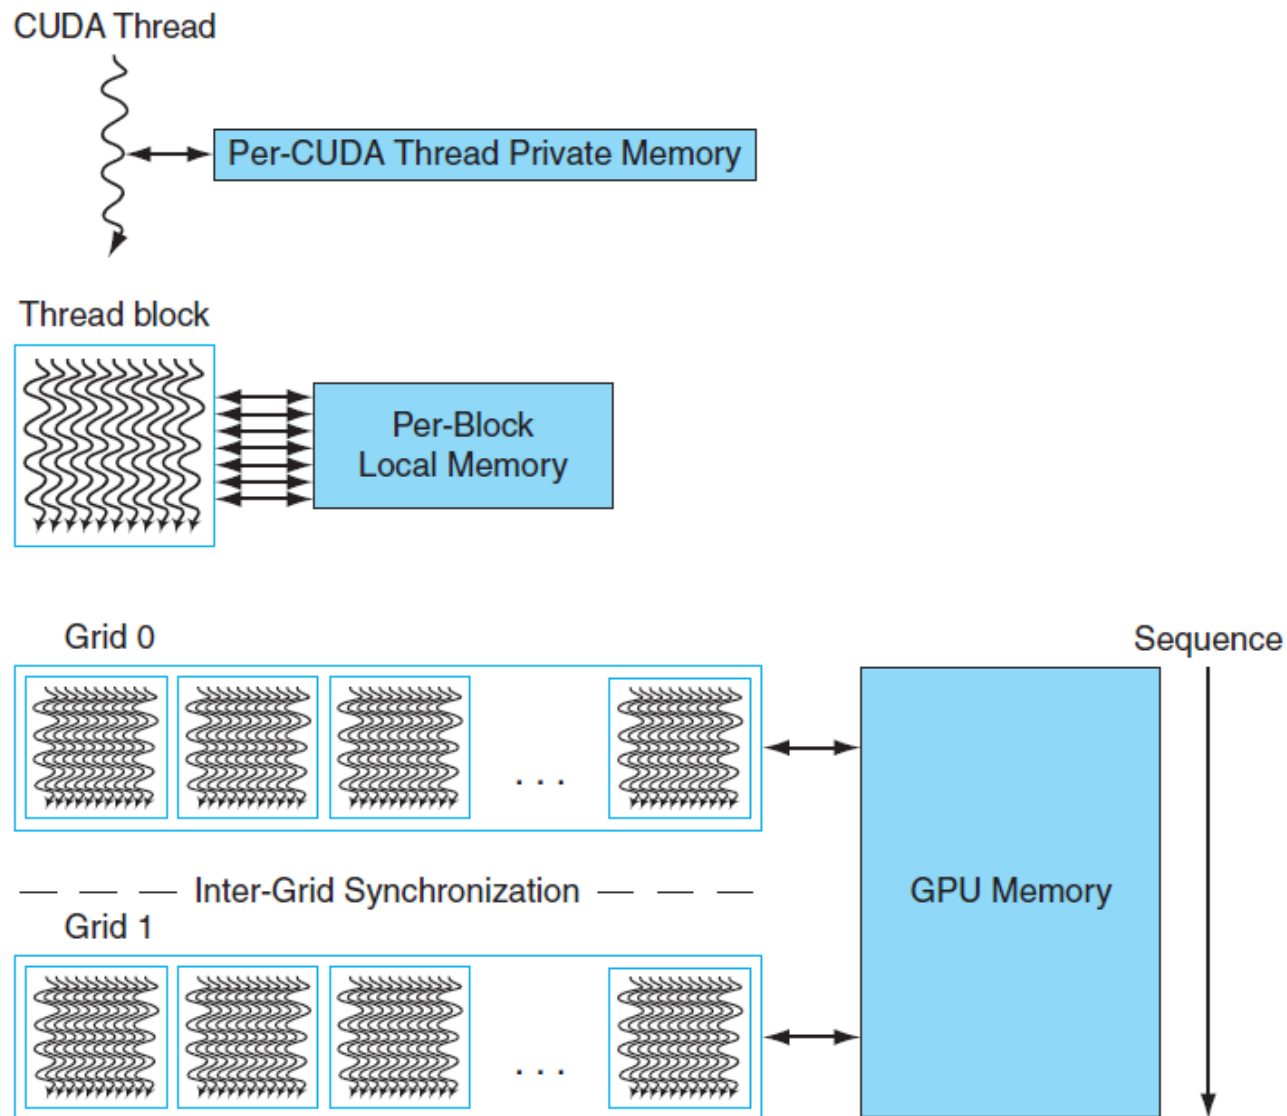 CUDA Thread
Per-CUDA Thread Private Memory
Thread block
Per-Block
Local Memory
Grid 0
Sequence
. . .
Inter-Grid Synchronization
GPU Memory
Grid 1
. . .